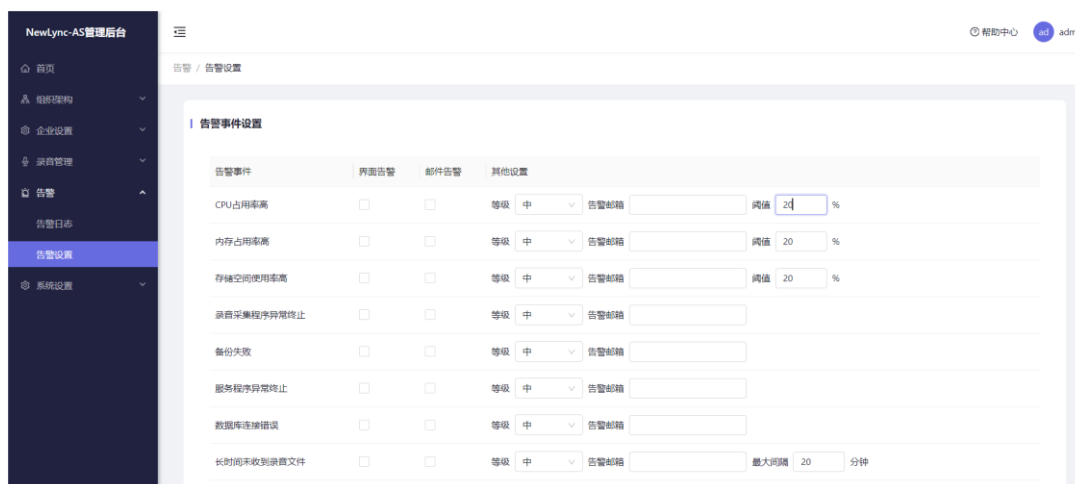 NewLync-AS管理后台
帮助中心 ad adm
首页
告警 / 告警设置
组织架构
企业设置
告警事件设置
录音管理
告警事件 界面告警 邮件告警 其他设置
告警
CPU占用率高 等级 中 告警邮箱 阈值 20 %
告警日志
内存占用率高 等级 中 告警邮箱 阈值 20 %
告警设置
存储空间使用率高 等级 中 告警邮箱 阈值 20 %
系统设置
录音采集程序异常终止 等级 中 告警邮箱
备份失败 等级 中 告警邮箱
服务程序异常终止 等级 中 告警邮箱
数据库连接错误 等级 中 告警邮箱
长时间未收到录音文件 等级 中 告警邮箱 最大间隔 20 分钟